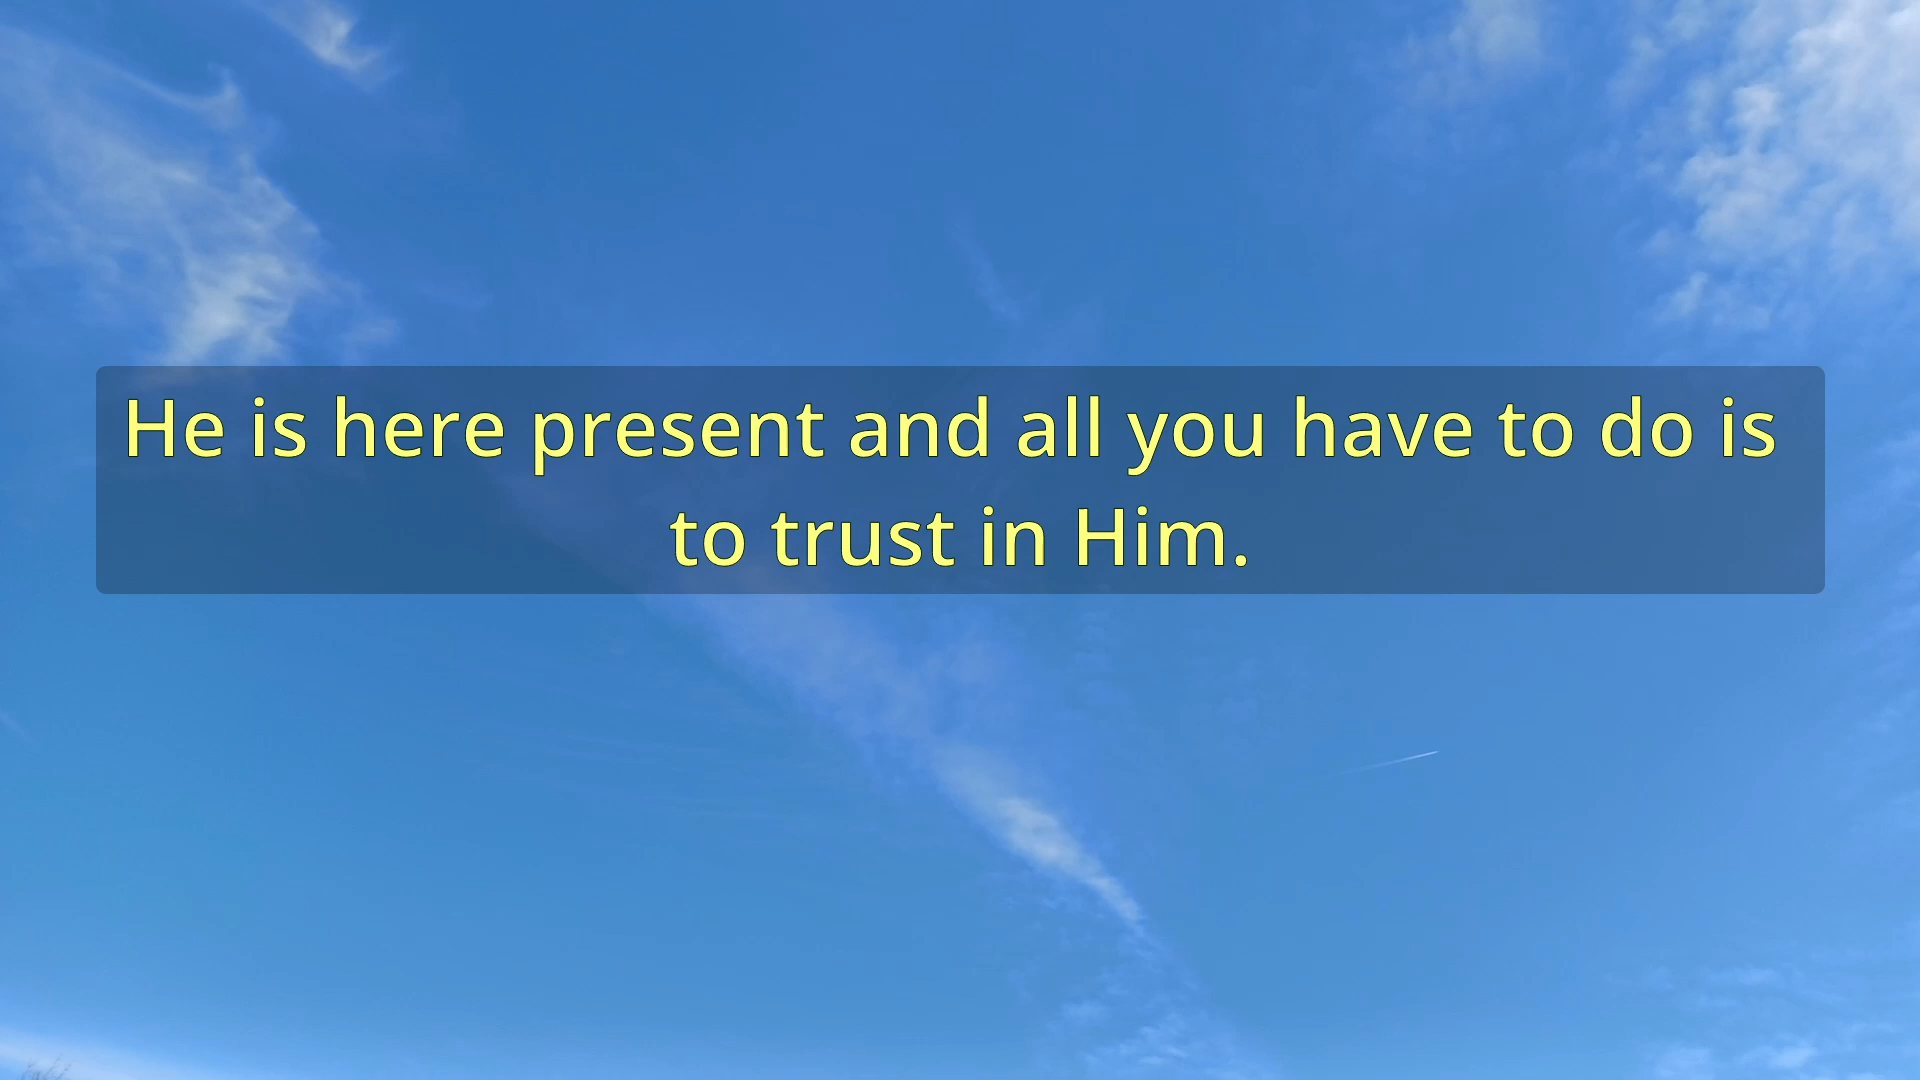 He is here present and all you have to do is
to trust in Him.